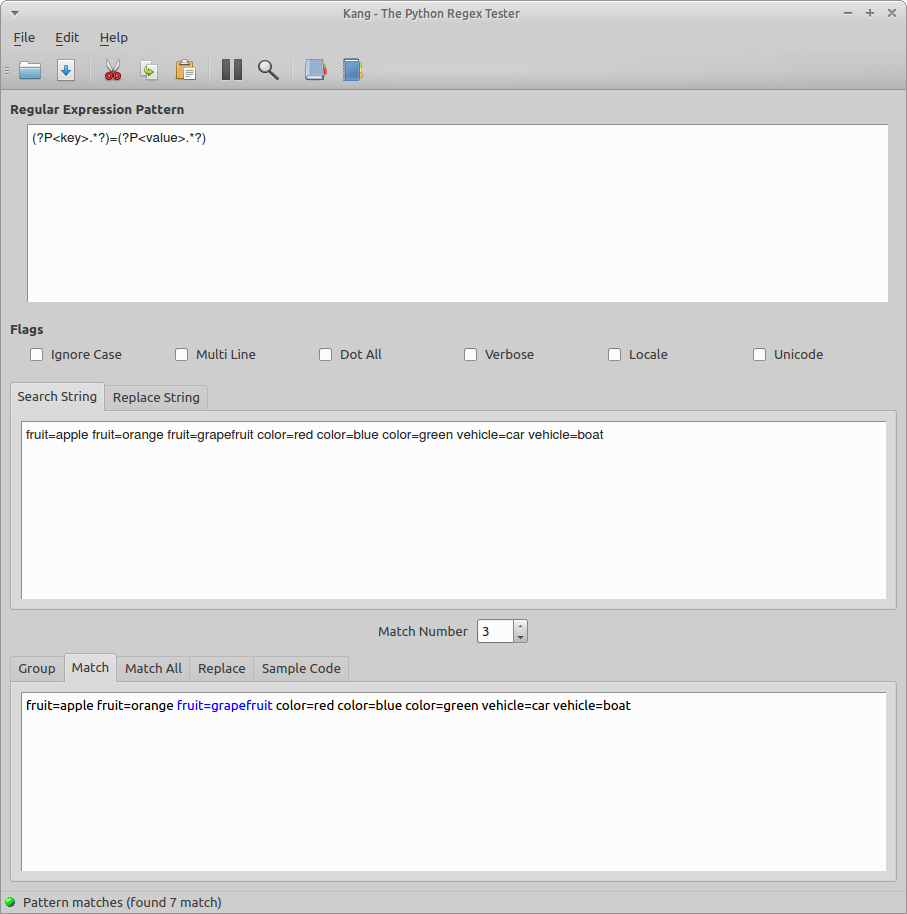 Kang - The Python Regex Tester
File Edit Help
Regular Expression Pattern
(?P<key>.*?)=(?P<value>.*?)
Flags
Ignore Case Multi Line Dot All Verbose Locale Unicode
Search String Replace String
fruit=apple fruit=orange fruit=grapefruit color=red color=blue color=green vehicle=car vehicle=boat
Match Number 3
Group Match Match All Replace Sample Code
fruit=apple fruit=orange fruit=grapefruit color=red color=blue color=green vehicle=car vehicle=boat
Pattern matches (found 7 match)